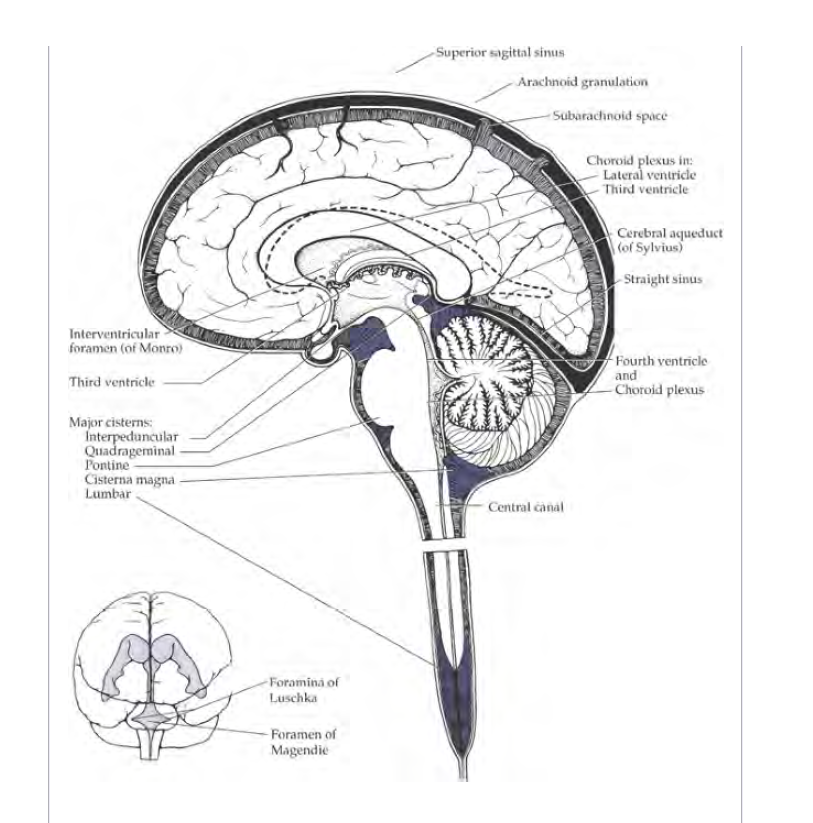 Superior sagittal sinus
Arachnoid granulation
Subarachnoid space
Choroid plexus in:
Lateral ventricle
Third ventricle
Cerebral aqueduct
(of Sylvius)
Straight sinus
Interventricular
foramen (of Monro)
Third ventricle
Fourth ventricle
and
Choroid plexus
Major cisterns:
Interpeduncular
Quadrageminal
Pontine
Cisterna magna
Lumbar
Central canal
Foramina of
Luschka
Foramen of
Magendie